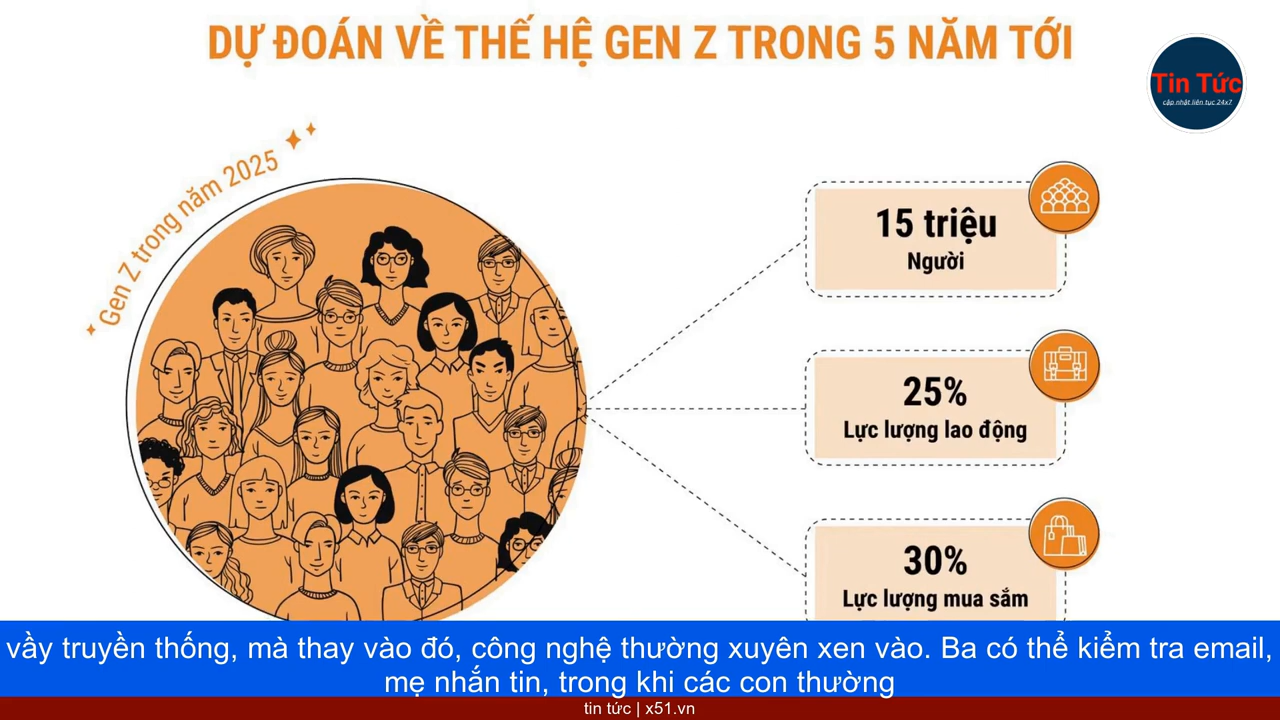 DỰ ĐOÁN VỀ THẾ HỆ GEN Z TRONG 5 NĂM TỚI
Tin Tức
cập nhật liên tục 24x7
Gen Z trong năm 2025
15 triệu
Người
25%
Lực lượng lao động
30%
Lực lượng mua sắm
vầy truyền thống, mà thay vào đó, công nghệ thường xuyên xen vào. Ba có thể kiểm tra email,
mẹ nhắn tin, trong khi các con thường
tin tức | x51.vn